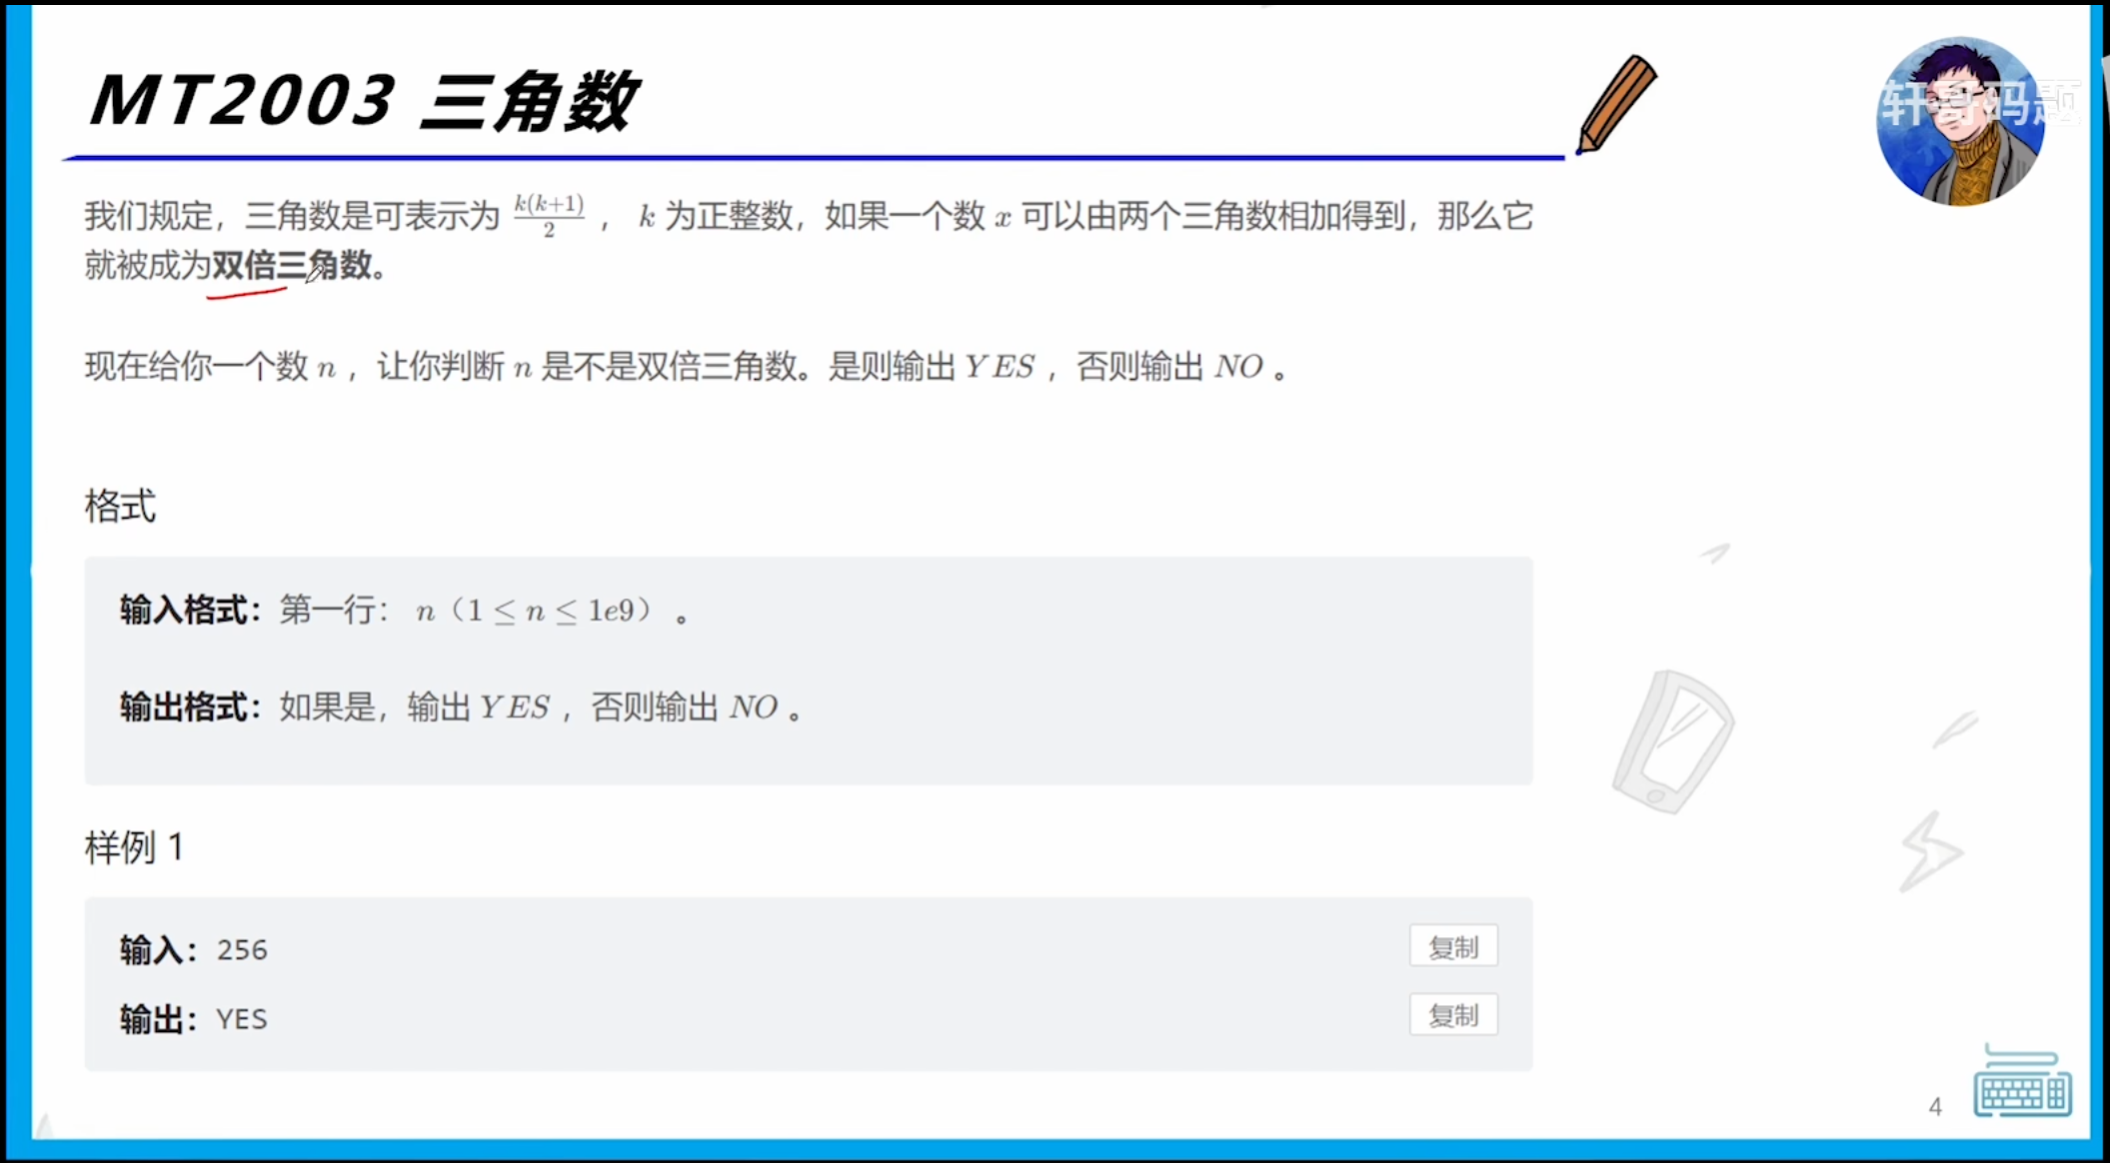 MT2003 三角数
轩哥码题
我们规定，三角数是可表示为 k(k+1)/2 ， k 为正整数，如果一个数 x 可以由两个三角数相加得到，那么它
就被成为双倍三角数。
现在给你一个数 n ，让你判断 n 是不是双倍三角数。是则输出 YES ，否则输出 NO 。
格式
输入格式：第一行： n（1 ≤ n ≤ 1e9） 。
输出格式：如果是，输出 YES ，否则输出 NO 。
样例 1
输入：256
复制
输出：YES
复制
4